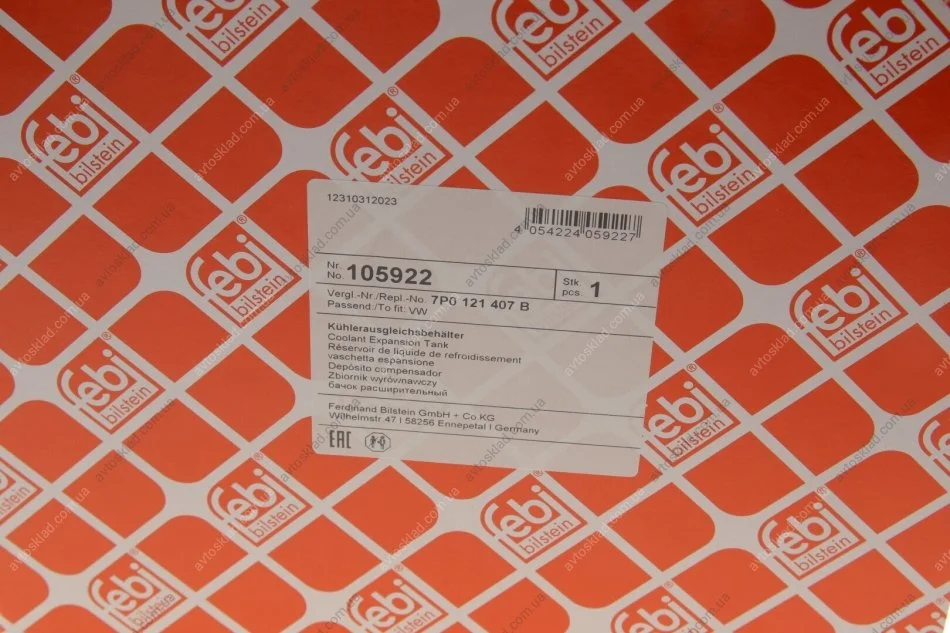 febi
bilstein
12310312023
4 054224 059227
Nr.
No. 105922
Stk
pcs. 1
Vergl.-Nr./Repl.-No. 7P0 121 407 B
Passend./To fit: VW
Kühlerausgleichsbehälter
Coolant Expansion Tank
Réservoir de liquide de refroidissement
vaschetta espansione
Depósito compensador
Zbiornik wyrównawczy
бачок расширительный
Ferdinand Bilstein GmbH + Co KG
Wilhelmstr. 47 I 58256 Ennepetal I Germany
EAC
avtosklad.com.ua